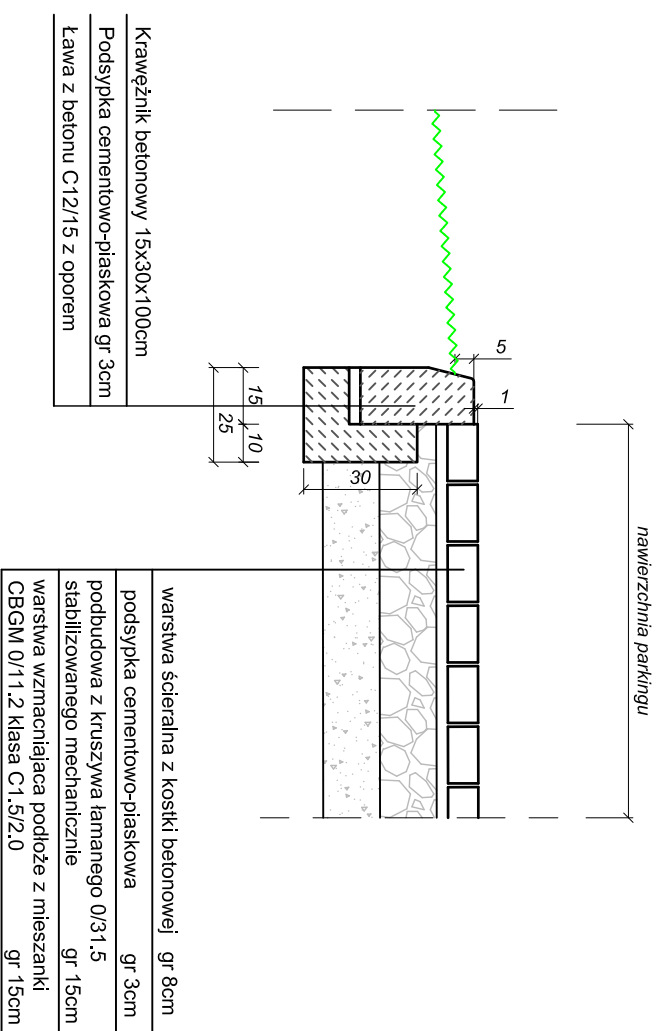 nawierzchnia parkingu
5
1
30
15
10
25
Krawężnik betonowy 15x30x100cm
Podsypka cementowo-piaskowa gr 3cm
Ława z betonu C12/15 z oporem
warstwa ścieralna z kostki betonowej gr 8cm
podsypka cementowo-piaskowa gr 3cm
podbudowa z kruszywa łamanego 0/31.5
stabilizowanego mechanicznie gr 15cm
warstwa wzmacniajaca podłoże z mieszanki
CBGM 0/11.2 klasa C1.5/2.0 gr 15cm